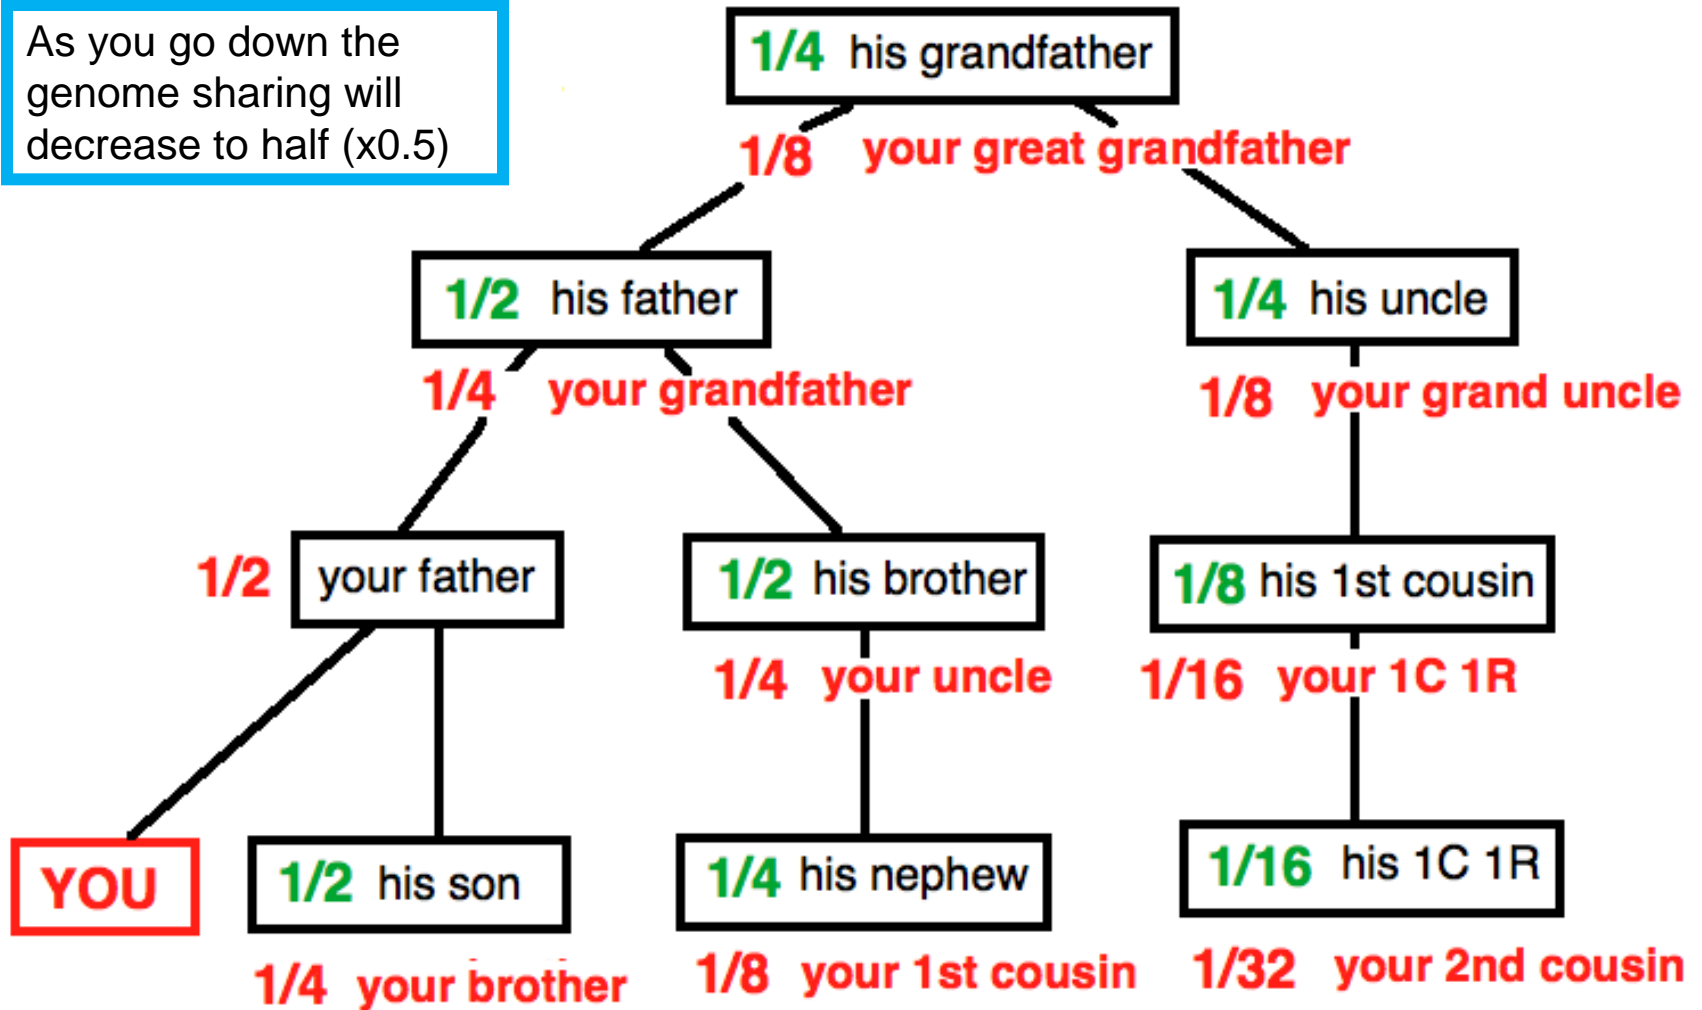 As you go down the
genome sharing will
decrease to half (x0.5)
1/4 his grandfather
1/8 your great grandfather
1/2 his father
1/4 his uncle
1/4 your grandfather
1/8 your grand uncle
1/2 your father
1/2 his brother
1/8 his 1st cousin
1/4 your uncle
1/16 your 1C 1R
YOU
1/2 his son
1/4 his nephew
1/16 his 1C 1R
1/4 your brother
1/8 your 1st cousin
1/32 your 2nd cousin